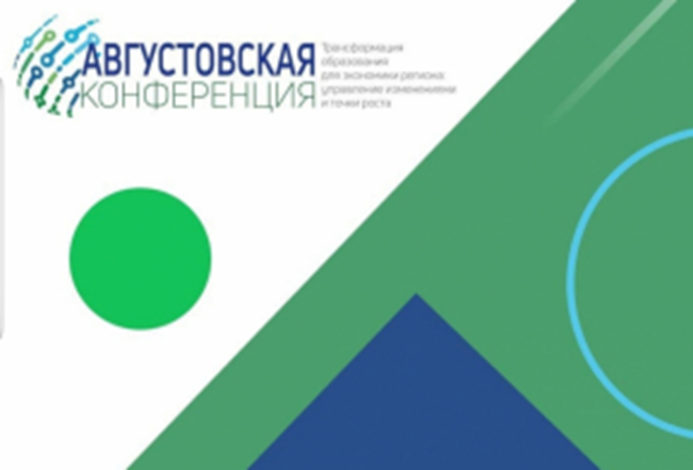 АВГУСТОВСКАЯ
КОНФЕРЕНЦИЯ
Трансформация
образования
для экономики региона:
управление изменениями
и точки роста